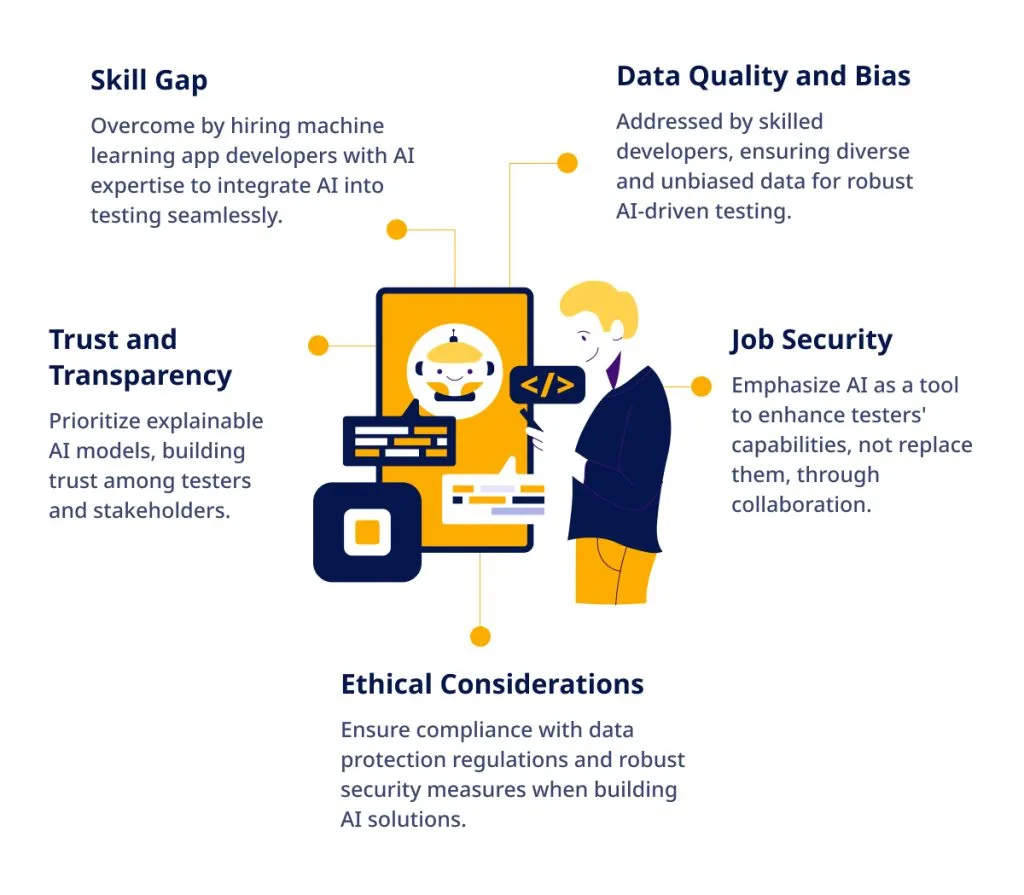 Skill Gap
Overcome by hiring machine
learning app developers with AI
expertise to integrate AI into
testing seamlessly.
Data Quality and Bias
Addressed by skilled
developers, ensuring diverse
and unbiased data for robust
AI-driven testing.
Trust and
Transparency
Prioritize explainable
AI models, building
trust among testers
and stakeholders.
</>
Job Security
Emphasize AI as a tool
to enhance testers'
capabilities, not replace
them, through
collaboration.
Ethical Considerations
Ensure compliance with data
protection regulations and robust
security measures when building
AI solutions.